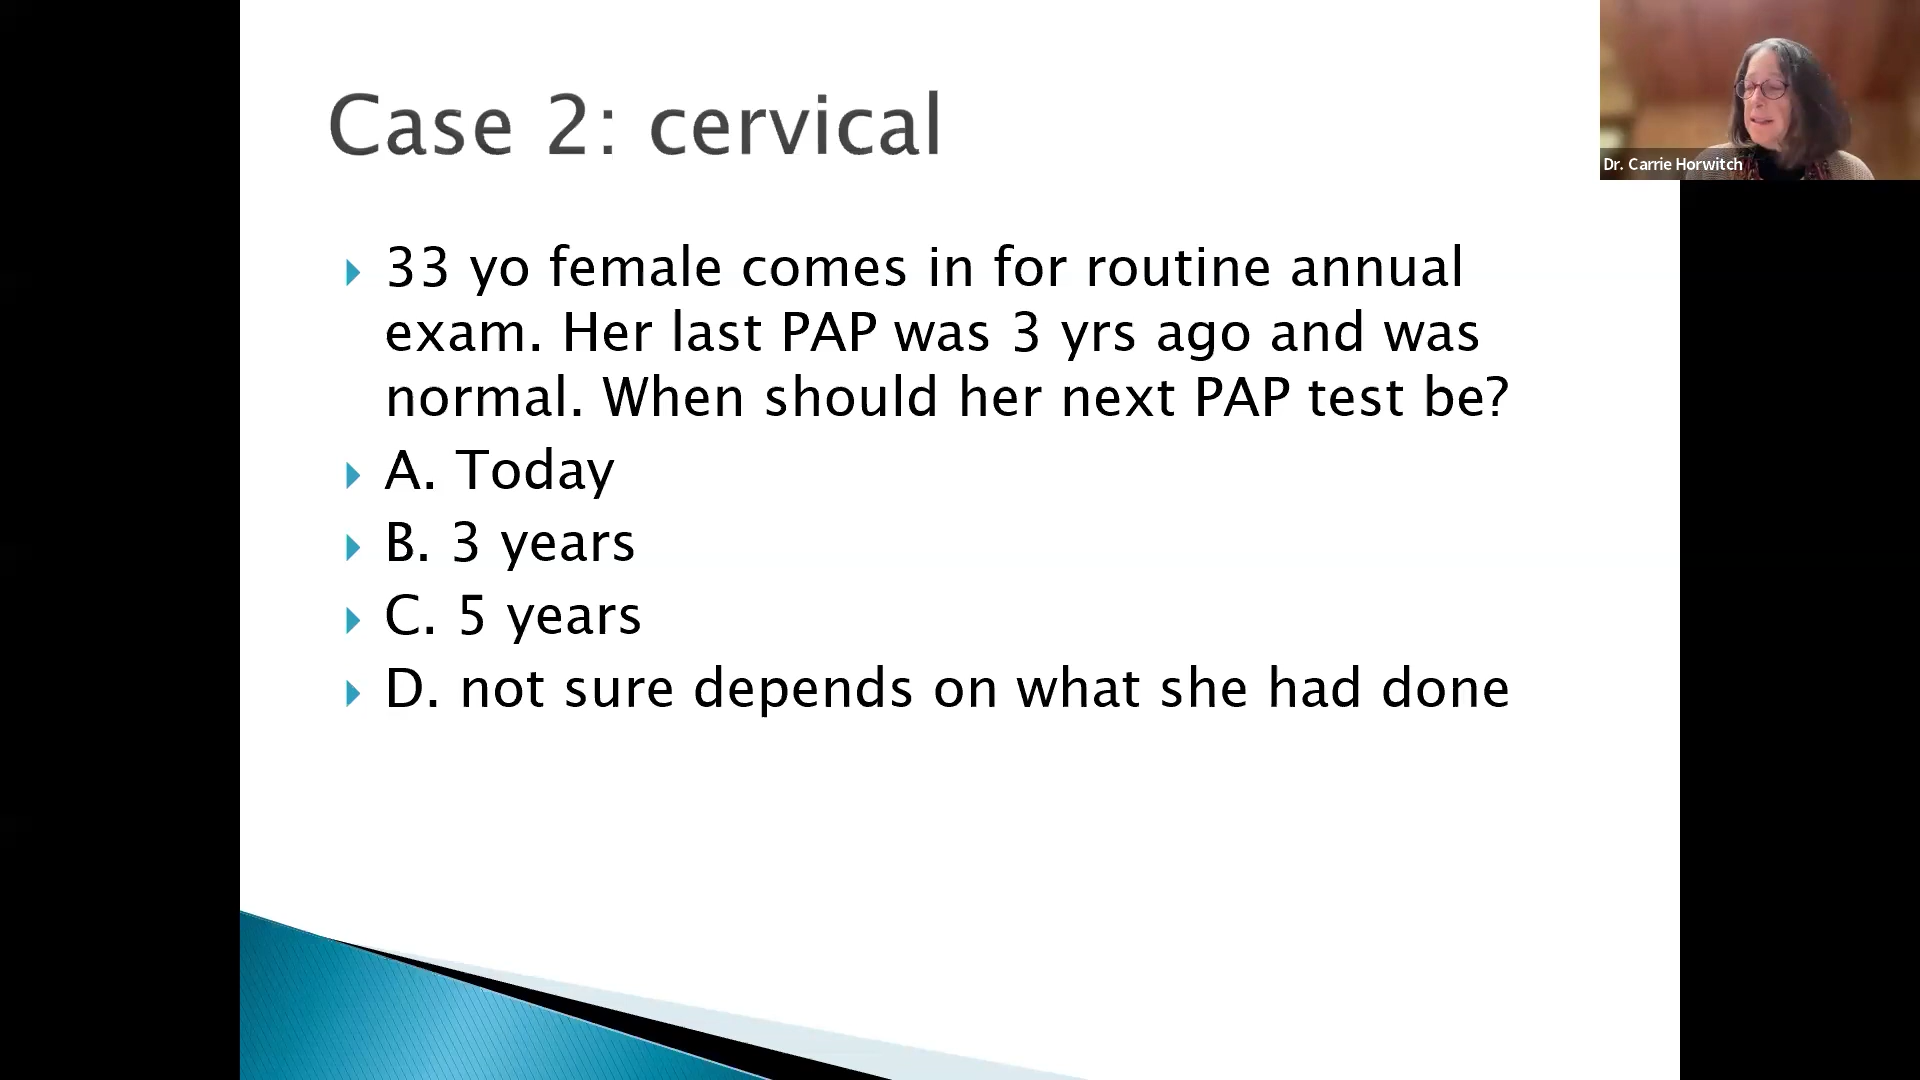 Case 2: cervical
Dr. Carrie Horwitch
33 yo female comes in for routine annual
exam. Her last PAP was 3 yrs ago and was
normal. When should her next PAP test be?
A. Today
B. 3 years
C. 5 years
D. not sure depends on what she had done